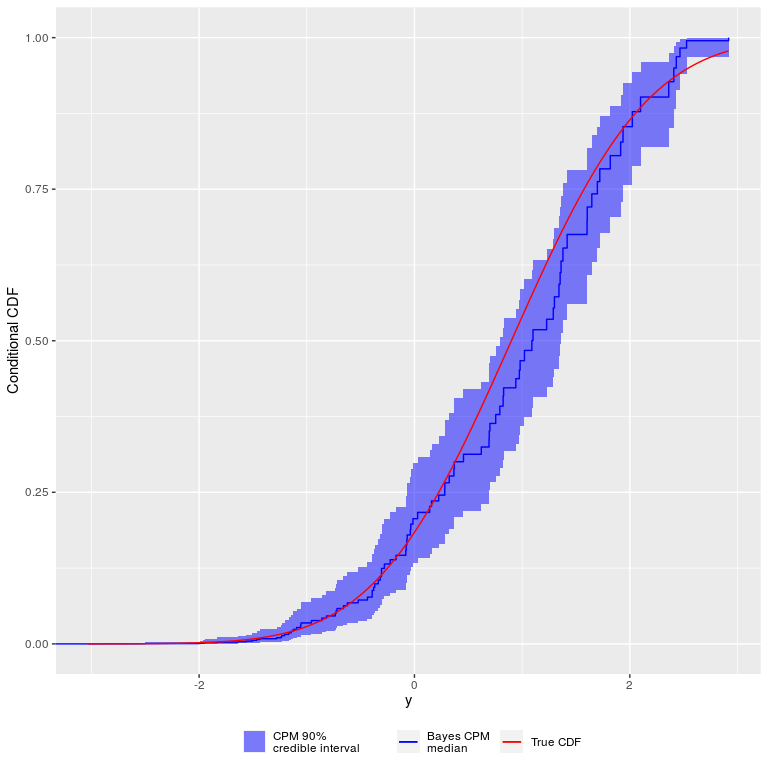 Conditional CDF
1.00
0.75
0.50
0.25
0.00
-2
0
2
y
CPM 90%
credible interval
Bayes CPM
median
True CDF